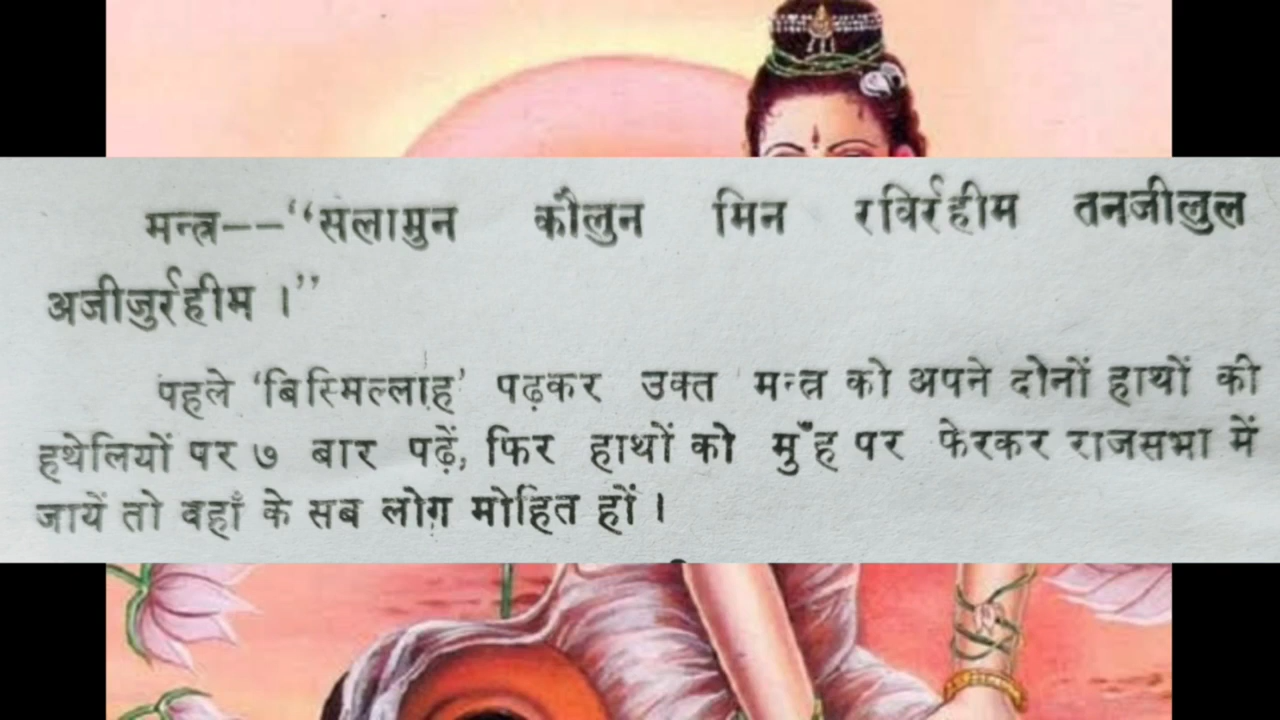 मन्त्र--“सलामुन कौलुन मिन रविर्रहीम तनजीलुल
अजीजुर्रहीम ।”
पहले ‘बिस्मिल्लाह’ पढ़कर उक्त मन्त्र को अपने दोनों हाथों की
हथेलियों पर ७ बार पढ़ें, फिर हाथों को मुँह पर फेरकर राजसभा में
जायें तो वहाँ के सब लोग मोहित हों ।